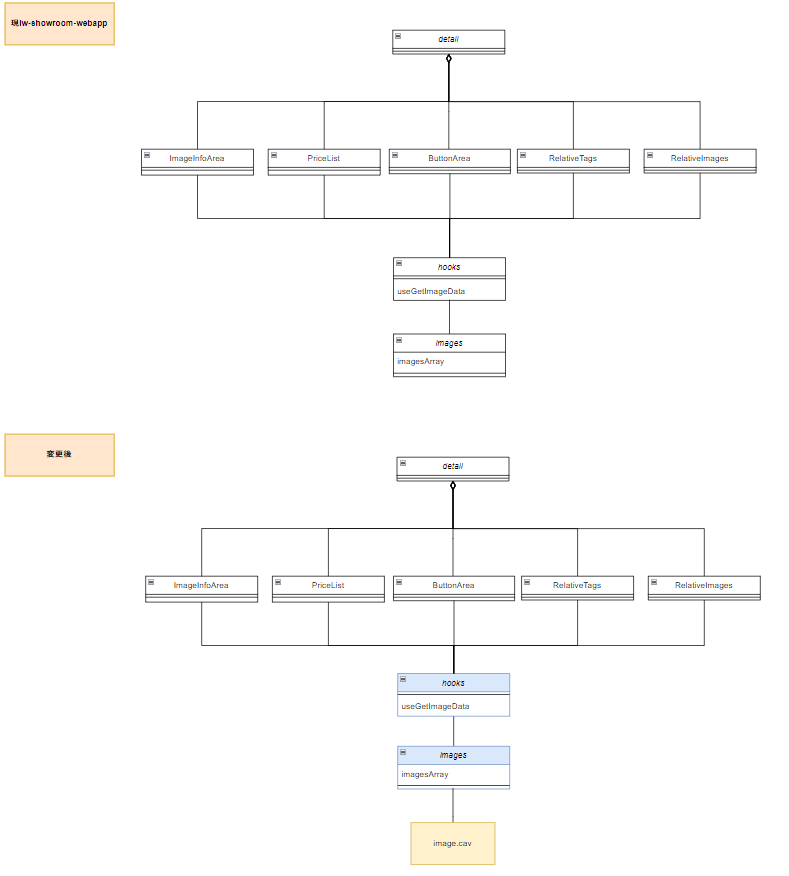 現lw-showroom-webapp
detail
ImageInfoArea
PriceList
ButtonArea
RelativeTags
RelativeImages
hooks
useGetImageData
images
imagesArray
変更後
detail
ImageInfoArea
PriceList
ButtonArea
RelativeTags
RelativeImages
hooks
useGetImageData
images
imagesArray
image.cav